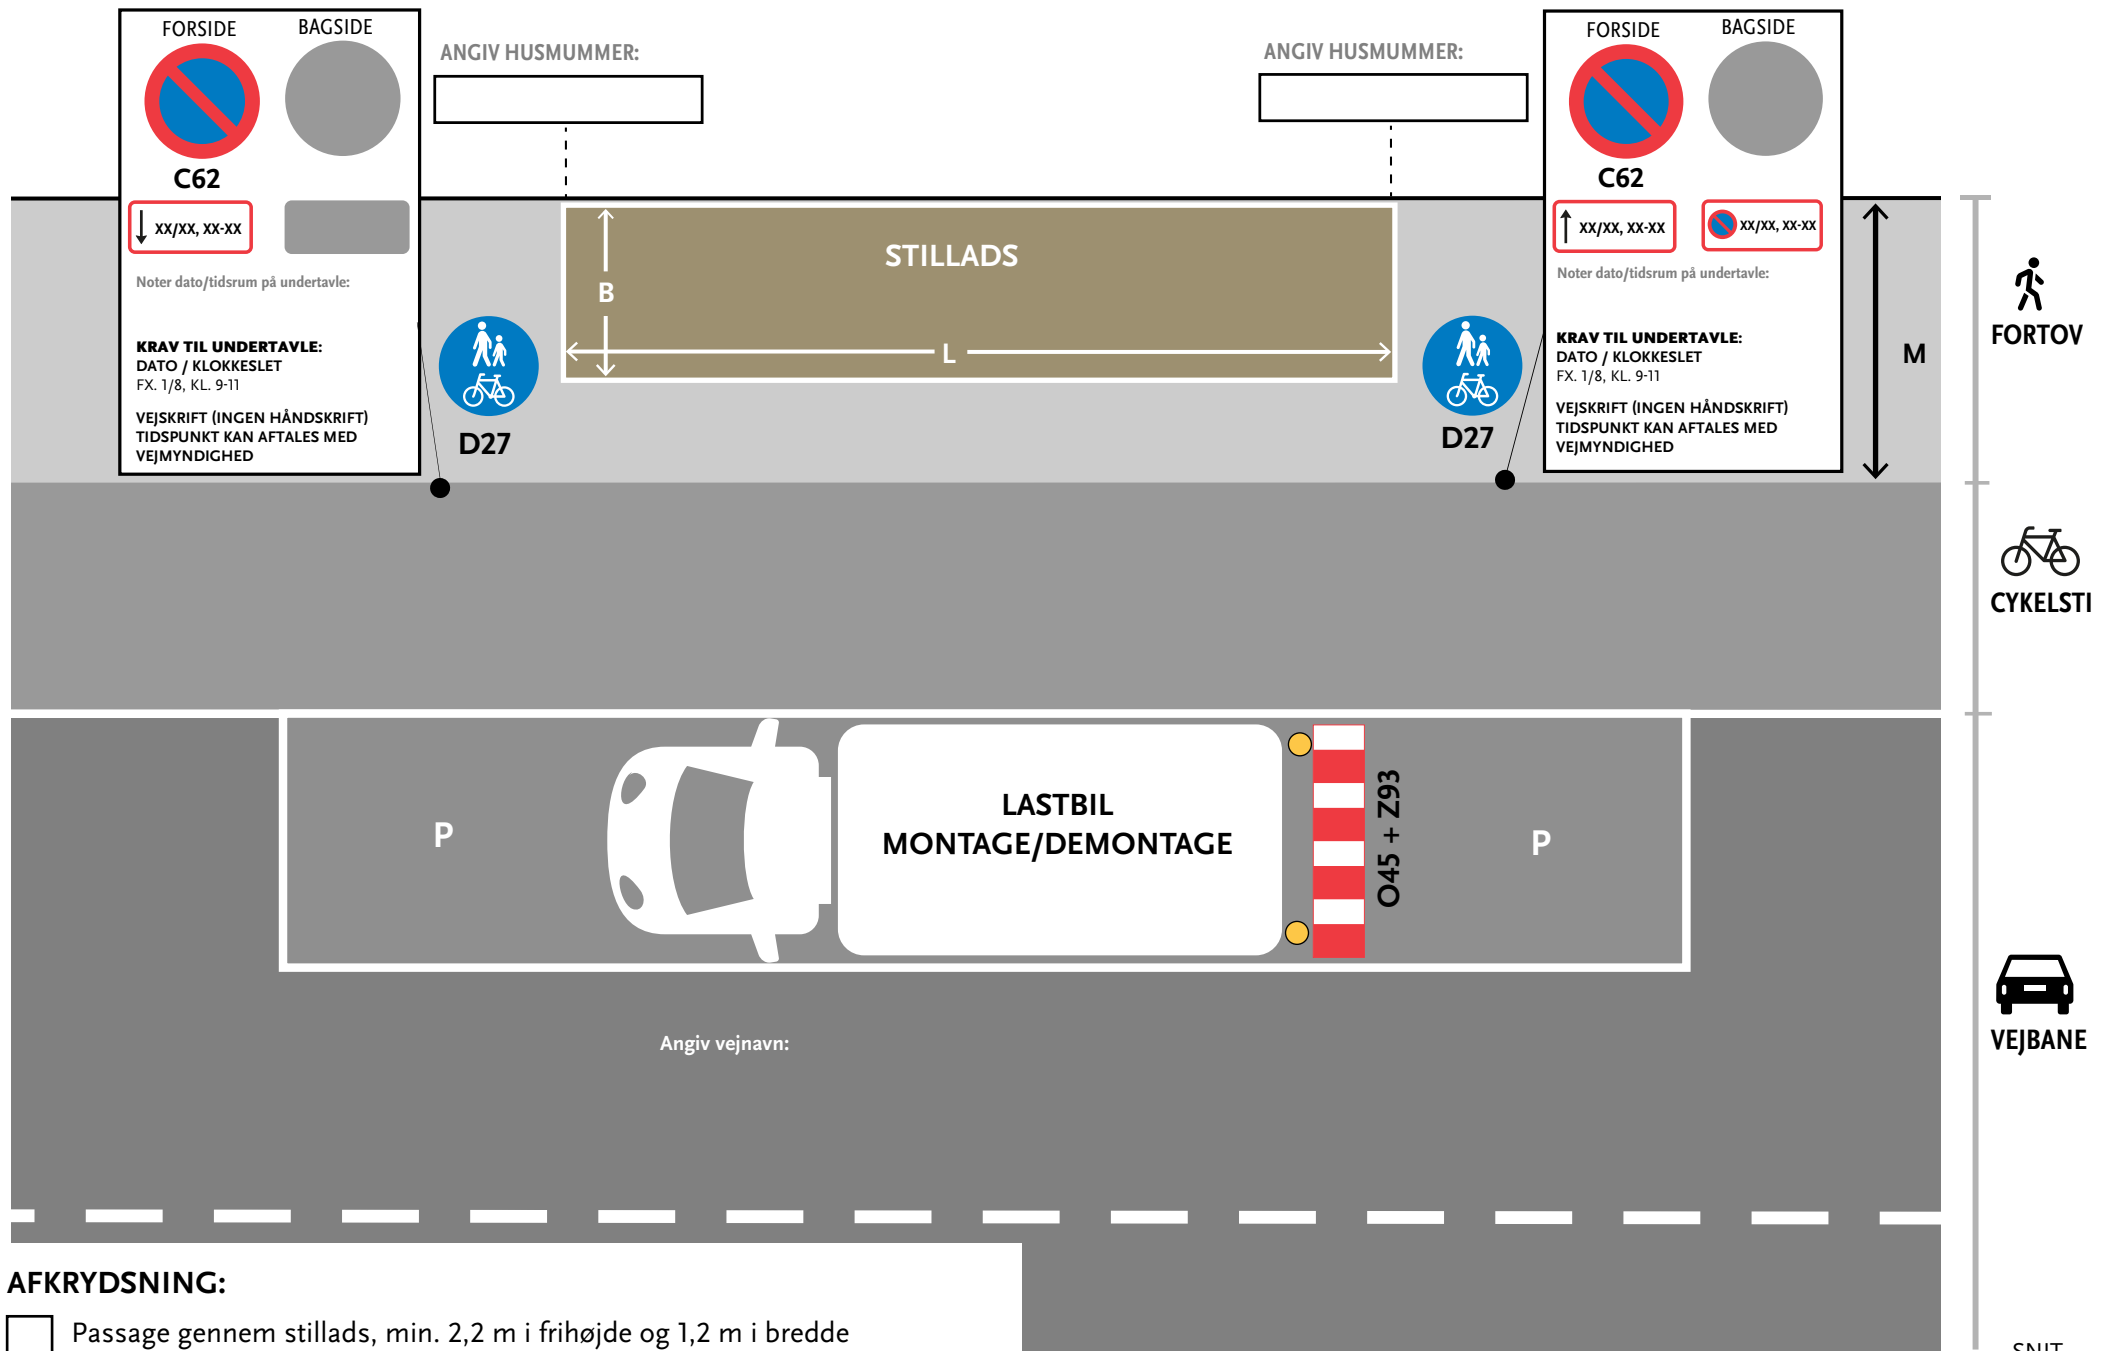 FORSIDE
BAGSIDE
C62
xx/xx, xx-xx
Noter dato/tidsrum på undertavle:
KRAV TIL UNDERTAVLE:
DATO / KLOKKESLET
FX. 1/8, KL. 9-11
VEJSKRIFT (INGEN HÅNDSKRIFT)
TIDSPUNKT KAN AFTALES MED
VEJMYNDIGHED
ANGIV HUSMUMMER:
ANGIV HUSMUMMER:
FORSIDE
BAGSIDE
C62
xx/xx, xx-xx
xx/xx, xx-xx
Noter dato/tidsrum på undertavle:
KRAV TIL UNDERTAVLE:
DATO / KLOKKESLET
FX. 1/8, KL. 9-11
VEJSKRIFT (INGEN HÅNDSKRIFT)
TIDSPUNKT KAN AFTALES MED
VEJMYNDIGHED
STILLADS
B
L
D27
D27
M
FORTOV
CYKELSTI
P
LASTBIL
MONTAGE/DEMONTAGE
O45 + Z93
P
VEJBANE
Angiv vejnavn:
AFKRYDSNING:
Passage gennem stillads, min. 2,2 m i frihøjde og 1,2 m i bredde
SNIT